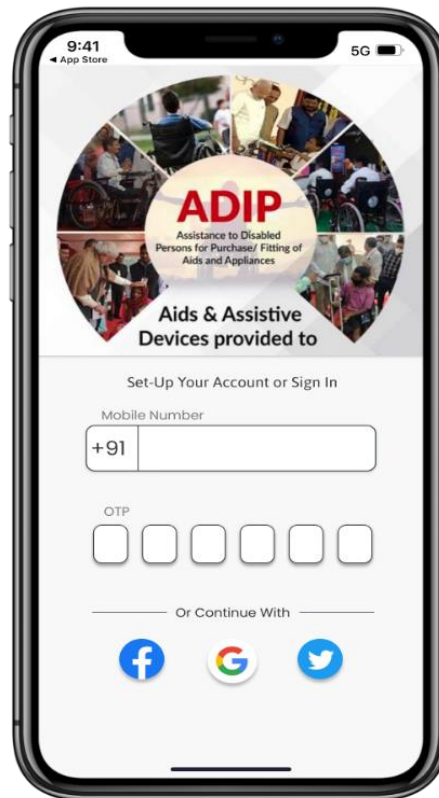 9:41
5G
◀ App Store
ADIP
Assistance to Disabled
Persons for Purchase/ Fitting of
Aids and Appliances
Aids & Assistive
Devices provided to
Set-Up Your Account or Sign In
Mobile Number
+91
OTP
Or Continue With